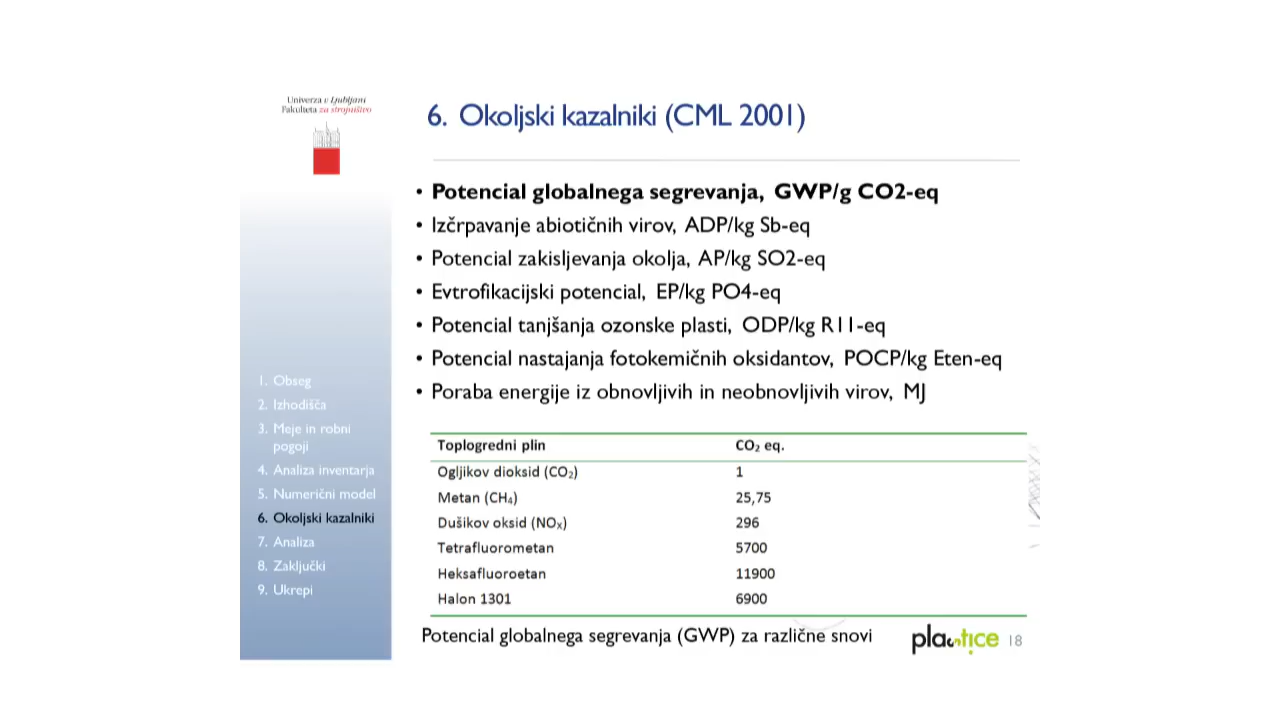 Univerza v Ljubljani
Fakulteta za strojništvo
6. Okoljski kazalniki (CML 2001)
• Potencial globalnega segrevanja, GWP/g CO2-eq
• Izčrpavanje abiotičnih virov, ADP/kg Sb-eq
• Potencial zakisljevanja okolja, AP/kg SO2-eq
• Evtrofikacijski potencial, EP/kg PO4-eq
• Potencial tanjšanja ozonske plasti, ODP/kg R11-eq
• Potencial nastajanja fotokemičnih oksidantov, POCP/kg Eten-eq
• Poraba energije iz obnovljivih in neobnovljivih virov, MJ
1. Obseg
2. Izhodišča
3. Meje in robni
pogoji
4. Analiza inventarja
5. Numerični model
6. Okoljski kazalniki
7. Analiza
8. Zaključki
9. Ukrepi
Toplogredni plin CO₂ eq.
Ogljikov dioksid (CO₂) 1
Metan (CH₄) 25,75
Dušikov oksid (NOₓ) 296
Tetrafluorometan 5700
Heksafluoroetan 11900
Halon 1301 6900
Potencial globalnega segrevanja (GWP) za različne snovi
plastice 18